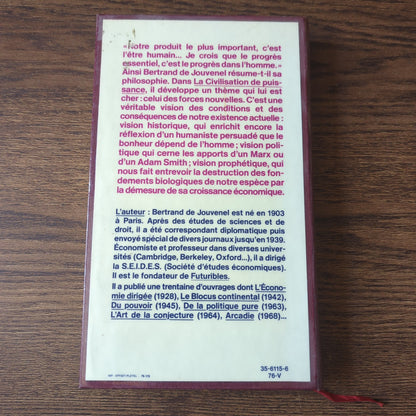 «Notre produit le plus important, c'est
l'être humain... Je crois que le progrès
essentiel, c'est le progrès dans l'homme.»
Ainsi Bertrand de Jouvenel résume-t-il sa
philosophie. Dans La Civilisation de puis-
sance, il développe un thème qui lui est
cher : celui des forces nouvelles. C'est une
véritable vision des conditions et des
conséquences de notre existence actuelle :
vision historique, qui enrichit encore la
réflexion d'un humaniste persuadé que le
bonheur dépend de l'homme ; vision poli-
tique qui cerne les apports d'un Marx ou
d'un Adam Smith ; vision prophétique, qui
nous fait entrevoir la destruction des fon-
dements biologiques de notre espèce par
la démesure de sa croissance économique.
L'auteur : Bertrand de Jouvenel est né en 1903
à Paris. Après des études de sciences et de
droit, il a été correspondant diplomatique puis
envoyé spécial de divers journaux jusqu'en 1939.
Économiste et professeur dans diverses univer-
sités (Cambridge, Berkeley, Oxford...), il a dirigé
la S.E.I.D.E.S. (Société d'études économiques).
Il est le fondateur de Futuribles.
Il a publié une trentaine d'ouvrages dont L'Écono-
mie dirigée (1928), Le Blocus continental (1942),
Du pouvoir (1945), De la politique pure (1963),
L'Art de la conjecture (1964), Arcadie (1968)...
35-6115-6
76-V